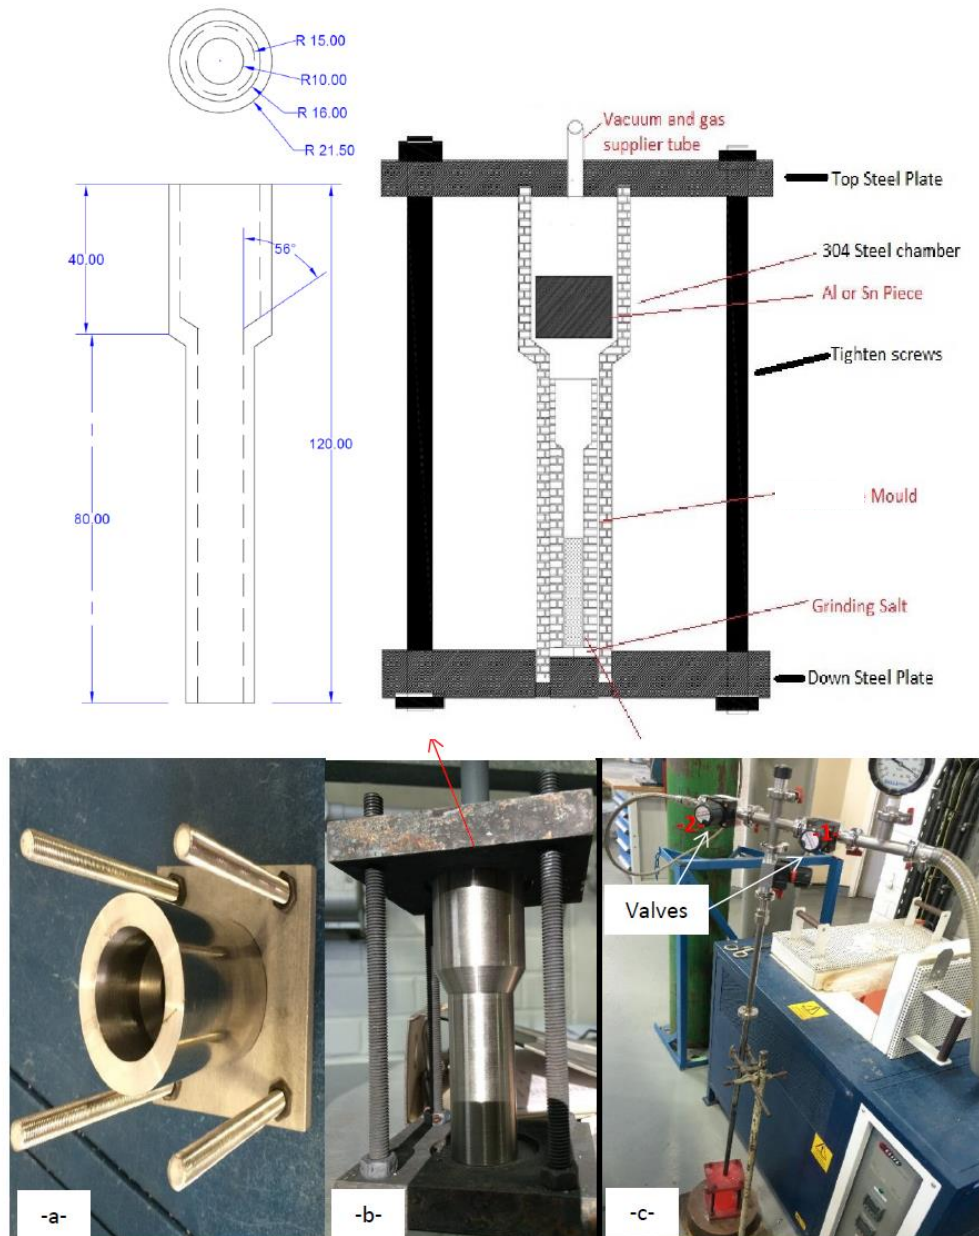 R 15.00
R10.00
R 16.00
R 21.50
40.00
56°
80.00
120.00
Vacuum and gas
supplier tube
Top Steel Plate
304 Steel chamber
Al or Sn Piece
Tighten screws
Mould
Grinding Salt
Down Steel Plate
-2-
-1-
Valves
-a-
-b-
-c-